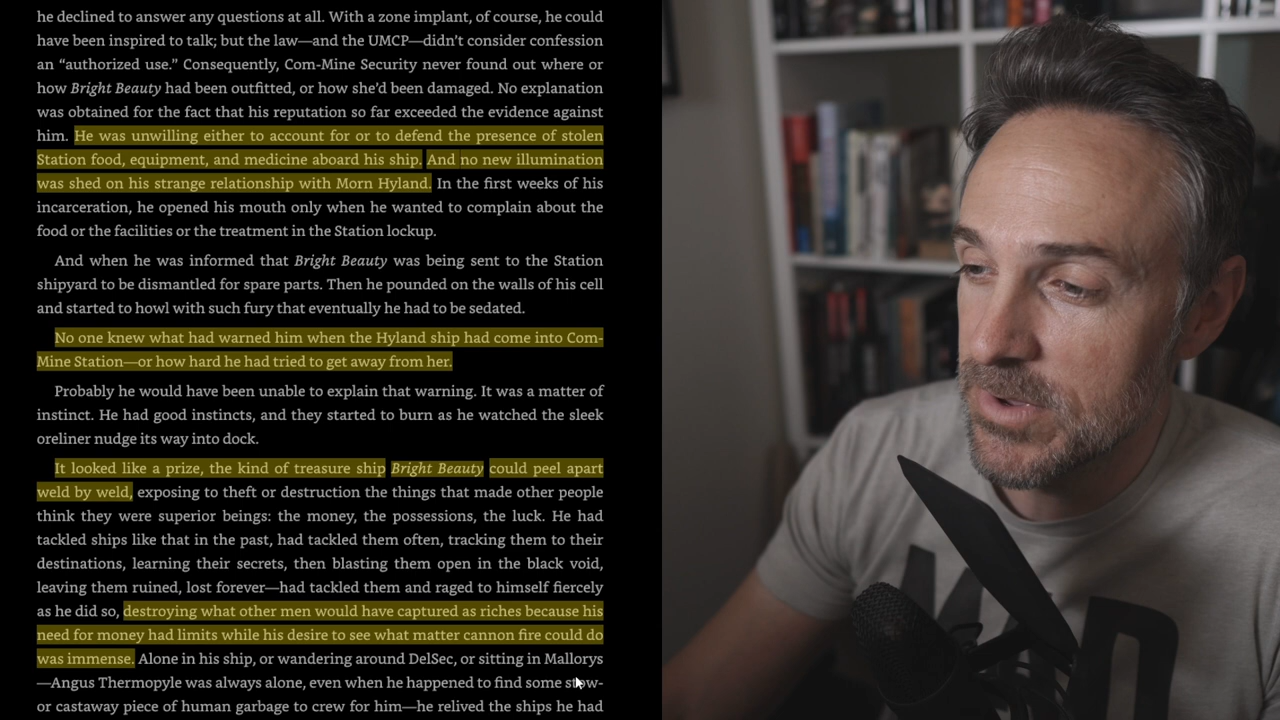 he declined to answer any questions at all. With a zone implant, of course, he could
have been inspired to talk; but the law—and the UMCP—didn’t consider confession
an “authorized use.” Consequently, Com-Mine Security never found out where or
how Bright Beauty had been outfitted, or how she’d been damaged. No explanation
was obtained for the fact that his reputation so far exceeded the evidence against
him. He was unwilling either to account for or to defend the presence of stolen
Station food, equipment, and medicine aboard his ship. And no new illumination
was shed on his strange relationship with Morn Hyland. In the first weeks of his
incarceration, he opened his mouth only when he wanted to complain about the
food or the facilities or the treatment in the Station lockup.
And when he was informed that Bright Beauty was being sent to the Station
shipyard to be dismantled for spare parts. Then he pounded on the walls of his cell
and started to howl with such fury that eventually he had to be sedated.
No one knew what had warned him when the Hyland ship had come into Com-
Mine Station—or how hard he had tried to get away from her.
Probably he would have been unable to explain that warning. It was a matter of
instinct. He had good instincts, and they started to burn as he watched the sleek
oreliner nudge its way into dock.
It looked like a prize, the kind of treasure ship Bright Beauty could peel apart
weld by weld, exposing to theft or destruction the things that made other people
think they were superior beings: the money, the possessions, the luck. He had
tackled ships like that in the past, had tackled them often, tracking them to their
destinations, learning their secrets, then blasting them open in the black void,
leaving them ruined, lost forever—had tackled them and raged to himself fiercely
as he did so, destroying what other men would have captured as riches because his
need for money had limits while his desire to see what matter cannon fire could do
was immense. Alone in his ship, or wandering around DelSec, or sitting in Mallorys
—Angus Thermopyle was always alone, even when he happened to find some stow-
or castaway piece of human garbage to crew for him—he relived the ships he had